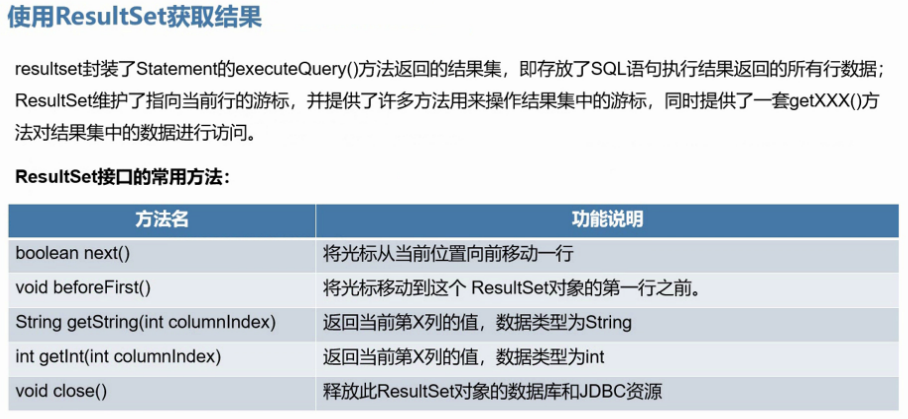 使用ResultSet获取结果
resultset封装了Statement的executeQuery()方法返回的结果集，即存放了SQL语句执行结果返回的所有行数据；
ResultSet维护了指向当前行的游标，并提供了许多方法用来操作结果集中的游标，同时提供了一套getXXX()方
法对结果集中的数据进行访问。
ResultSet接口的常用方法：
方法名 功能说明
boolean next() 将光标从当前位置向前移动一行
void beforeFirst() 将光标移动到这个 ResultSet对象的第一行之前。
String getString(int columnIndex) 返回当前第X列的值，数据类型为String
int getInt(int columnIndex) 返回当前第X列的值，数据类型为int
void close() 释放此ResultSet对象的数据库和JDBC资源